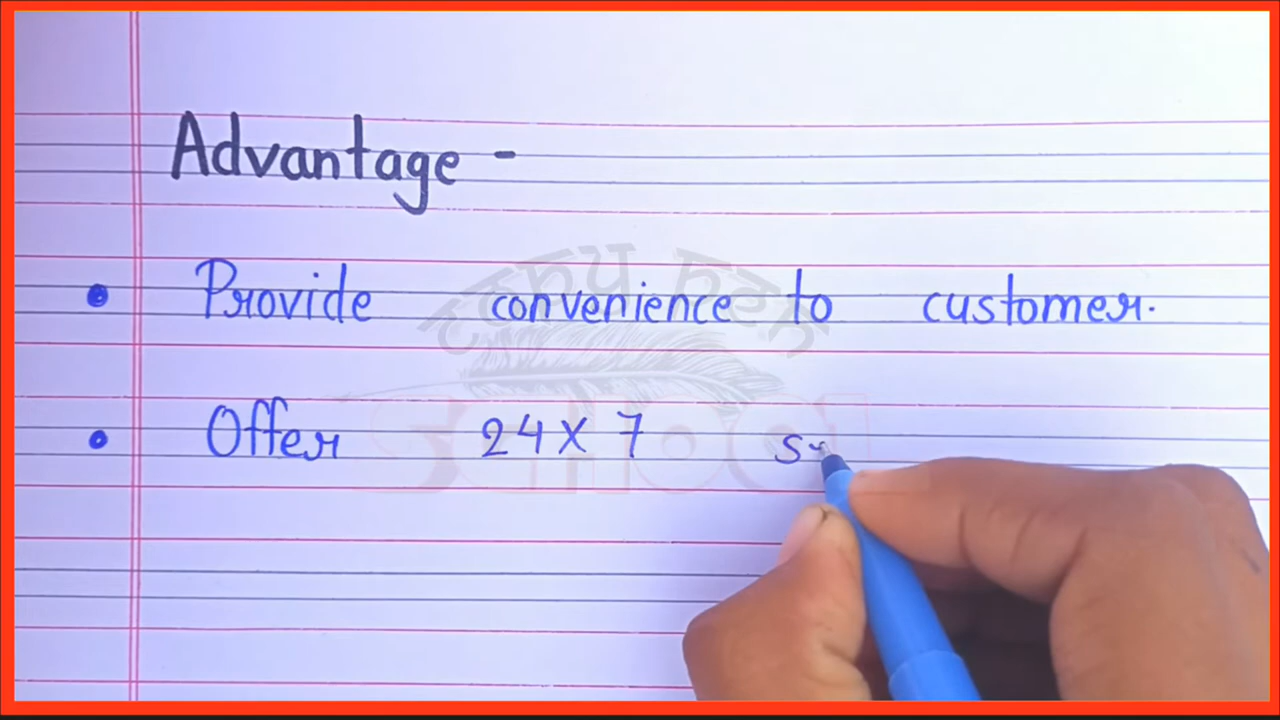 Advantage -
• Provide convenience to customer.
• Offer 24 X 7